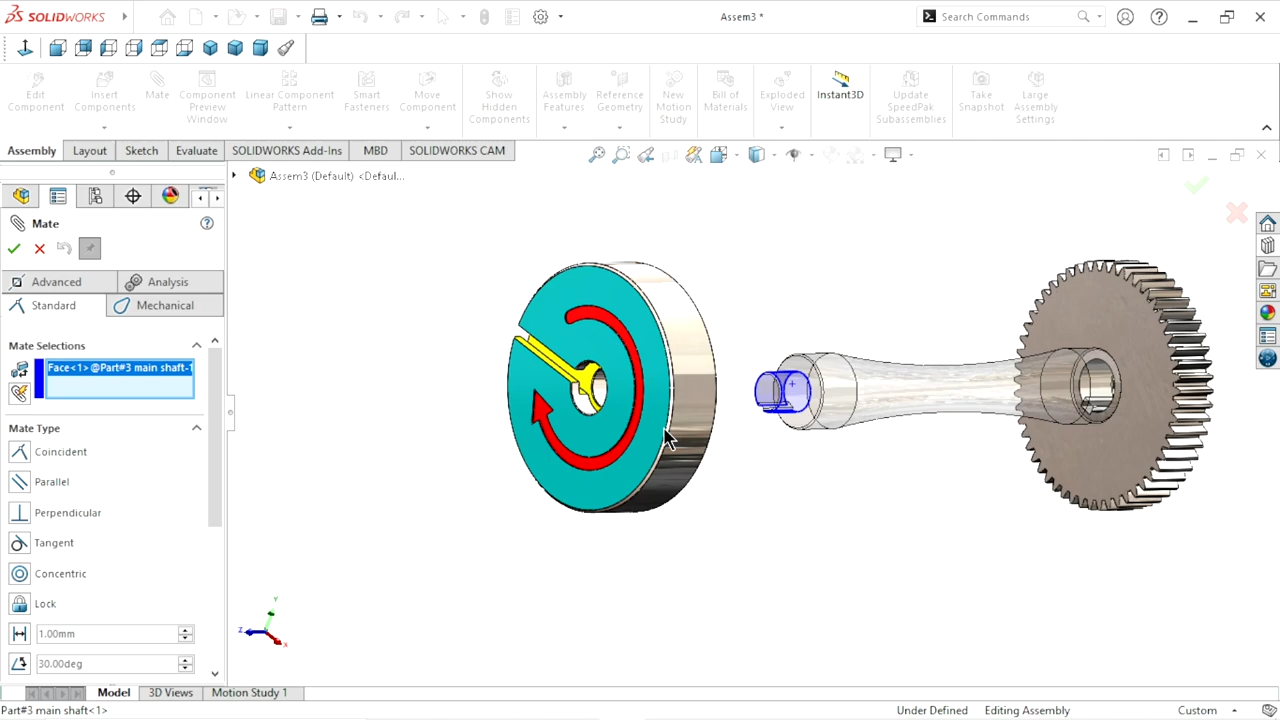 SOLIDWORKS
Assem3 *
Search Commands
Edit Component
Insert Components
Mate
Component Preview Window
Linear Component Pattern
Smart Fasteners
Move Component
Show Hidden Components
Assembly Features
Reference Geometry
New Motion Study
Bill of Materials
Exploded View
Instant3D
Update SpeedPak Subassemblies
Take Snapshot
Large Assembly Settings
Assembly
Layout
Sketch
Evaluate
SOLIDWORKS Add-Ins
MBD
SOLIDWORKS CAM
Assem3 (Default) <Defaul...
Mate
Advanced
Analysis
Standard
Mechanical
Mate Selections
Face<1>@Part#3 main shaft-1
Mate Type
Coincident
Parallel
Perpendicular
Tangent
Concentric
Lock
1.00mm
30.00deg
Y
Z
X
Model
3D Views
Motion Study 1
Part#3 main shaft<1>
Under Defined
Editing Assembly
Custom